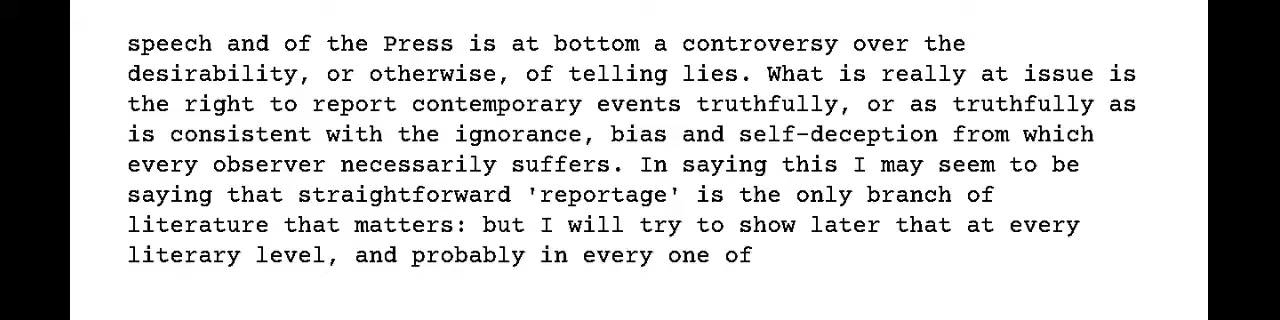 speech and of the Press is at bottom a controversy over the
desirability, or otherwise, of telling lies. What is really at issue is
the right to report contemporary events truthfully, or as truthfully as
is consistent with the ignorance, bias and self-deception from which
every observer necessarily suffers. In saying this I may seem to be
saying that straightforward 'reportage' is the only branch of
literature that matters: but I will try to show later that at every
literary level, and probably in every one of